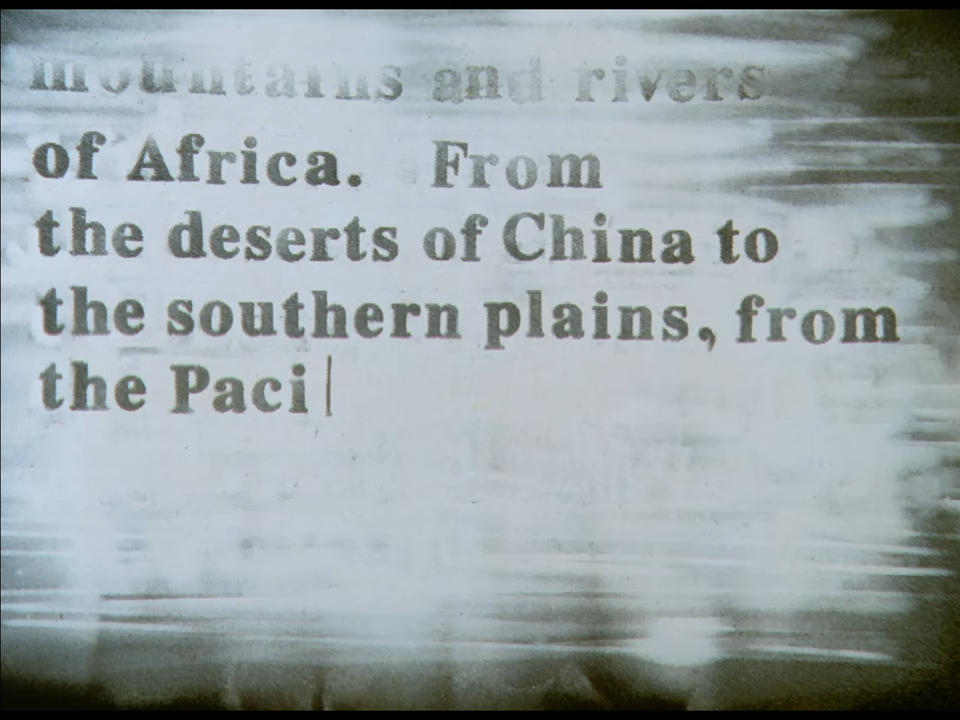 mountains and rivers
of Africa. From
the deserts of China to
the southern plains, from
the Paci